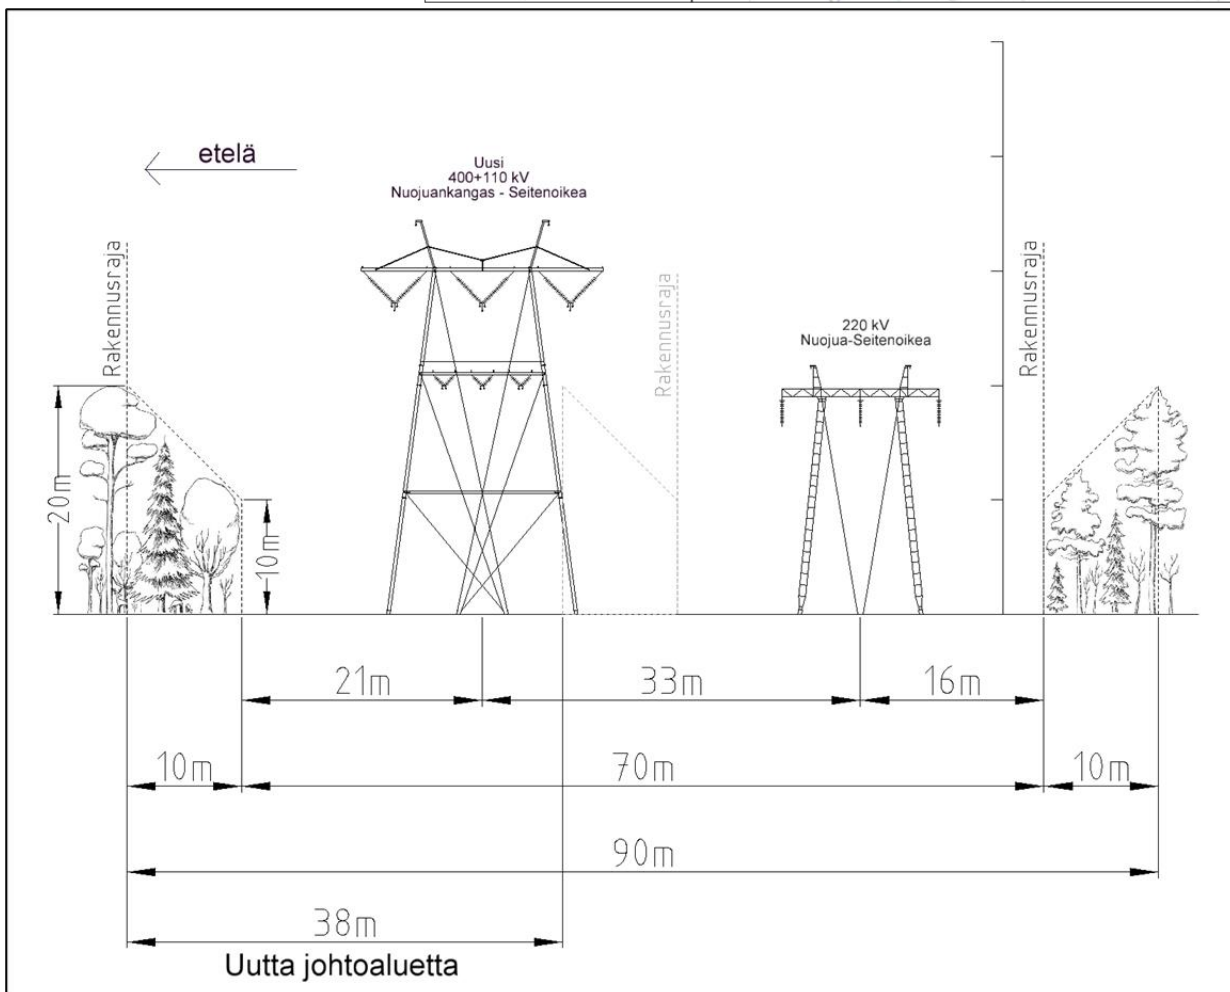 etelä
Uusi
400+110 kV
Nuojuankangas - Seitenoikea
Rakennusraja
Rakennusraja
220 kV
Nuojua-Seitenoikea
Rakennusraja
20m
10m
21m
33m
16m
10m
70m
10m
90m
38m
Uutta johtoaluetta